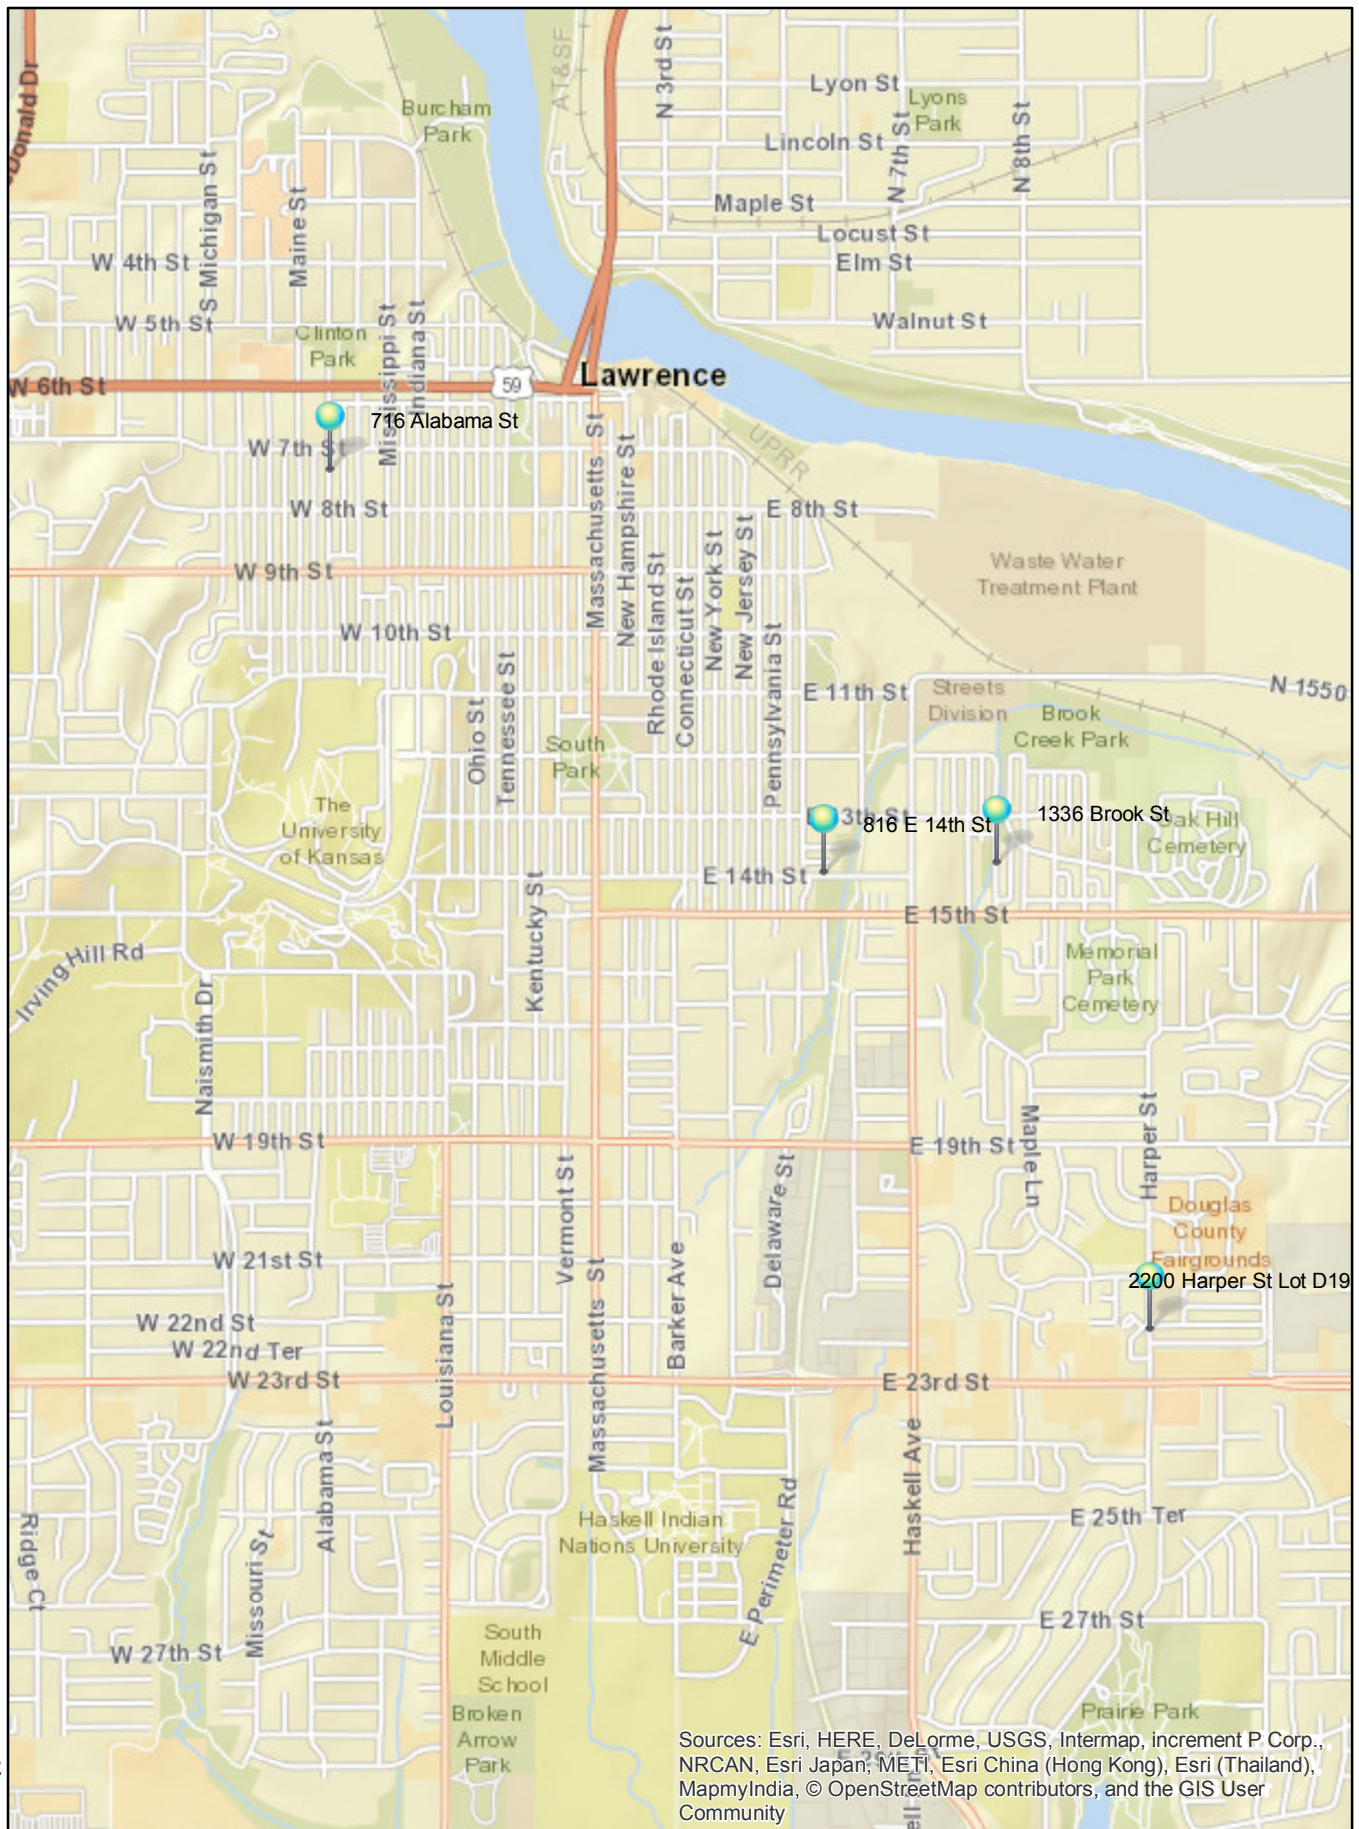 Lyon St
Lyons
Park
Burcham
Park
AT&SF
N 3rd St
Lincoln St
N 7th St
N 8th St
S Michigan St
Maine St
Maple St
Locust St
W 4th St
Elm St
W 5th St
Walnut St
Clinton
Park
Mississippi St
Indiana St
W 6th St
59
Lawrence
716 Alabama St
W 7th St
UPRR
W 8th St
E 8th St
Massachusetts St
New Hampshire St
Rhode Island St
Connecticut St
New York St
New Jersey St
Pennsylvania St
Waste Water
Treatment Plant
W 9th St
W 10th St
E 11th St
N 1550
Streets
Division
Brook
Creek Park
Ohio St
Tennessee St
South
Park
The
University
of Kansas
816 E 14th St
1336 Brook St
Oak Hill
Cemetery
E 14th St
E 15th St
Kentucky St
Irving Hill Rd
Memorial
Park
Cemetery
Naismith Dr
W 19th St
E 19th St
Maple Ln
Harper St
Vermont St
Delaware St
Douglas
County
Fairgrounds
W 21st St
2200 Harper St Lot D19
Massachusetts St
Barker Ave
Louisiana St
W 22nd St
W 22nd Ter
W 23rd St
E 23rd St
Alabama St
Haskell Ave
Ridge Ct
Missouri St
Haskell Indian
Nations University
E Perimeter Rd
E 25th Ter
E 27th St
W 27th St
South
Middle
School
Broken
Arrow
Park
Prairie Park
Sources: Esri, HERE, DeLorme, USGS, Intermap, increment P Corp.,
NRCAN, Esri Japan, METI, Esri China (Hong Kong), Esri (Thailand),
MapmyIndia, © OpenStreetMap contributors, and the GIS User
Community